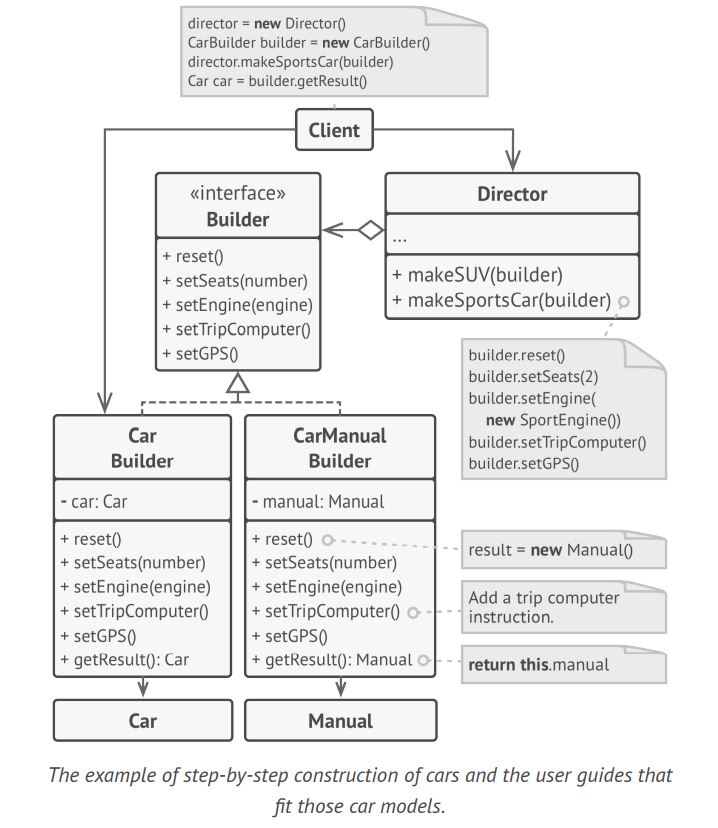 director = new Director()
CarBuilder builder = new CarBuilder()
director.makeSportsCar(builder)
Car car = builder.getResult()
Client
«interface»
Builder
+ reset()
+ setSeats(number)
+ setEngine(engine)
+ setTripComputer()
+ setGPS()
Director
...
+ makeSUV(builder)
+ makeSportsCar(builder)
builder.reset()
builder.setSeats(2)
builder.setEngine(
new SportEngine())
builder.setTripComputer()
builder.setGPS()
Car
Builder
- car: Car
+ reset()
+ setSeats(number)
+ setEngine(engine)
+ setTripComputer()
+ setGPS()
+ getResult(): Car
CarManual
Builder
- manual: Manual
+ reset()
+ setSeats(number)
+ setEngine(engine)
+ setTripComputer()
+ setGPS()
+ getResult(): Manual
result = new Manual()
Add a trip computer
instruction.
return this.manual
Car
Manual
The example of step-by-step construction of cars and the user guides that
fit those car models.